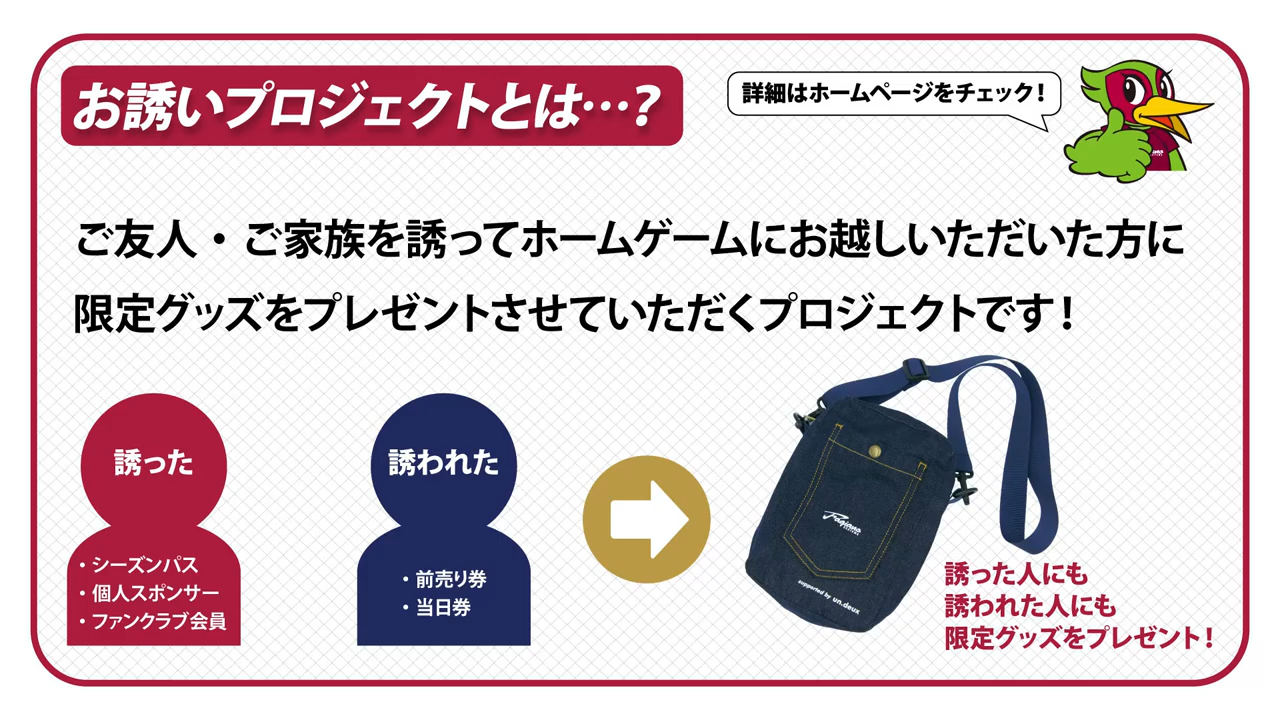 お誘いプロジェクトとは…？
詳細はホームページをチェック！
ご友人・ご家族を誘ってホームゲームにお越しいただいた方に
限定グッズをプレゼントさせていただくプロジェクトです！
誘った
・シーズンパス
・個人スポンサー
・ファンクラブ会員
誘われた
・前売り券
・当日券
Fagiano
supported by un.deux
誘った人にも
誘われた人にも
限定グッズをプレゼント！